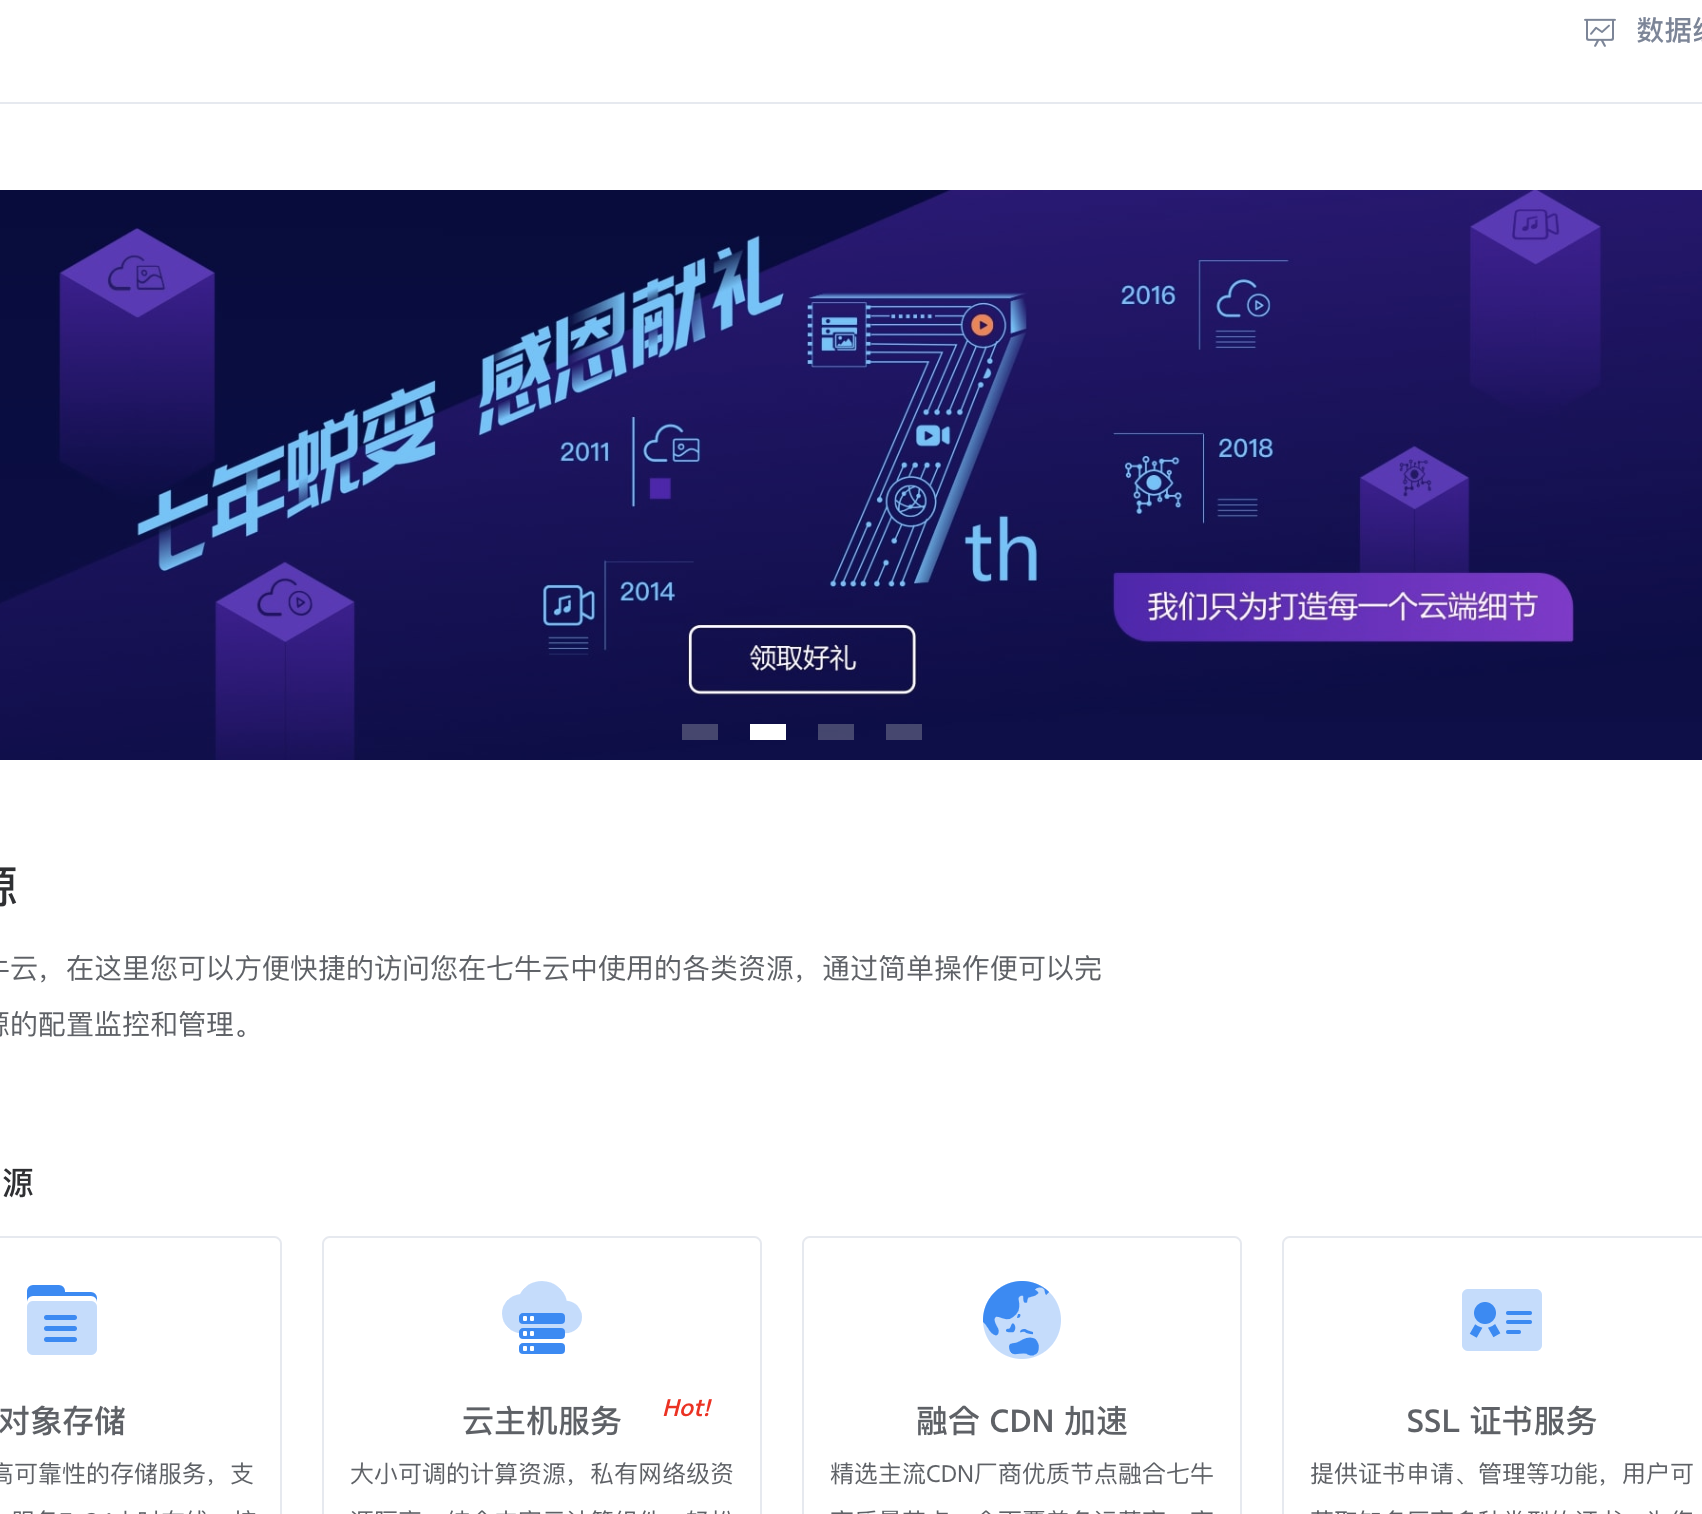 数据
七年蜕变 感恩献礼
2016
2011
2018
th
2014
我们只为打造每一个云端细节
领取好礼
源
牛云，在这里您可以方便快捷的访问您在七牛云中使用的各类资源，通过简单操作便可以完
源的配置监控和管理。
源
对象存储
云主机服务 Hot!
融合 CDN 加速
SSL 证书服务
高可靠性的存储服务，支
大小可调的计算资源，私有网络级资
精选主流CDN厂商优质节点融合七牛
提供证书申请、管理等功能，用户可